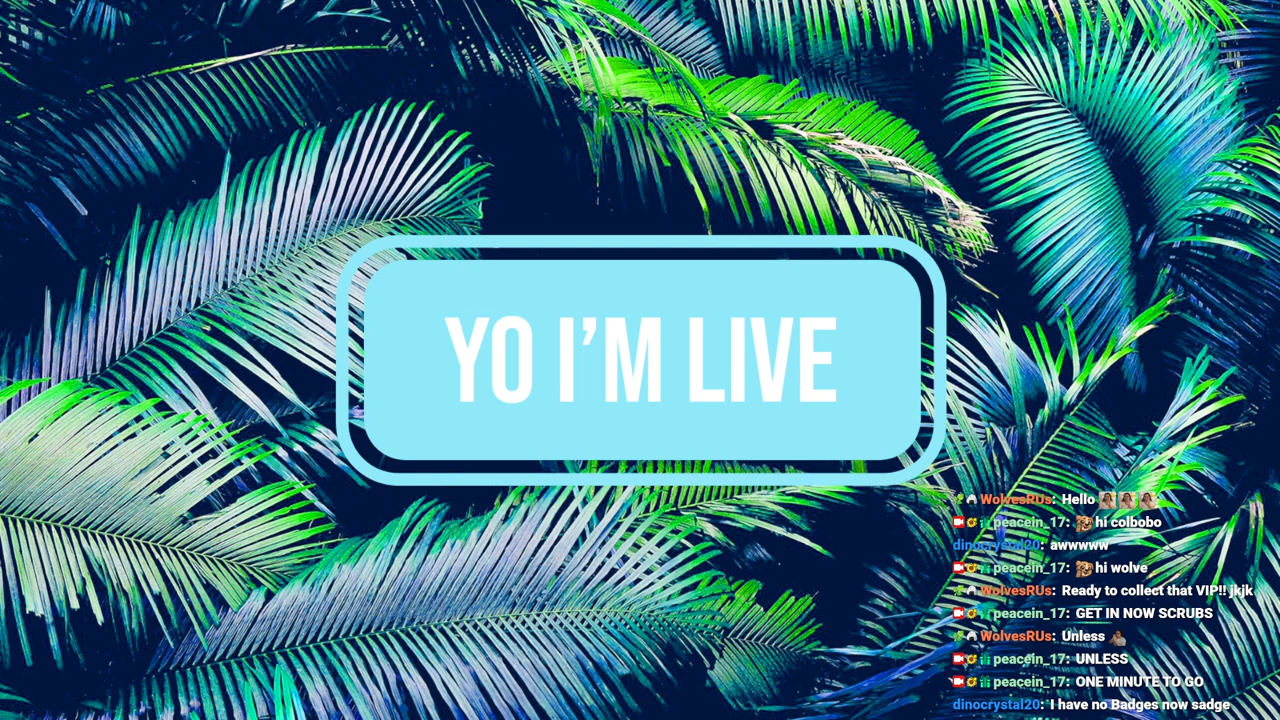 YO I’M LIVE
WolvesRUs: Hello
peacein_17: hi colbobo
dinocrystal20: awwwww
peacein_17: hi wolve
WolvesRUs: Ready to collect that VIP!! jkjk
peacein_17: GET IN NOW SCRUBS
WolvesRUs: Unless
peacein_17: UNLESS
peacein_17: ONE MINUTE TO GO
dinocrystal20: I have no Badges now sadge